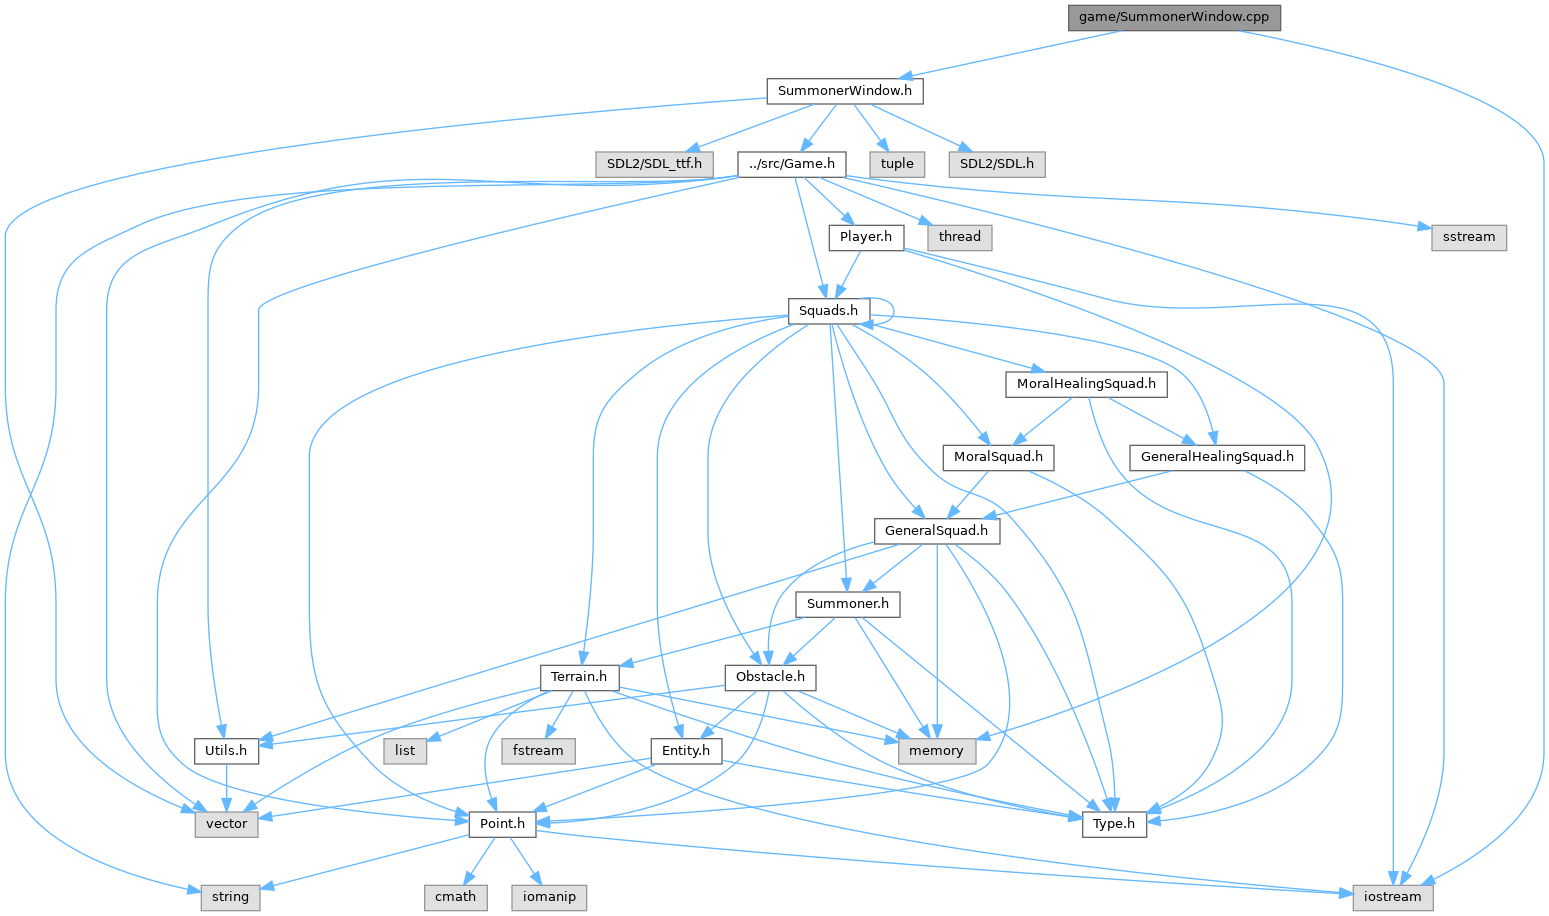 game/SummonerWindow.cpp
SummonerWindow.h
SDL2/SDL_ttf.h
../src/Game.h
tuple
SDL2/SDL.h
Player.h
thread
sstream
Squads.h
MoralHealingSquad.h
MoralSquad.h
GeneralHealingSquad.h
GeneralSquad.h
Summoner.h
Terrain.h
Obstacle.h
Utils.h
list
fstream
Entity.h
memory
vector
Point.h
Type.h
string
cmath
iomanip
iostream